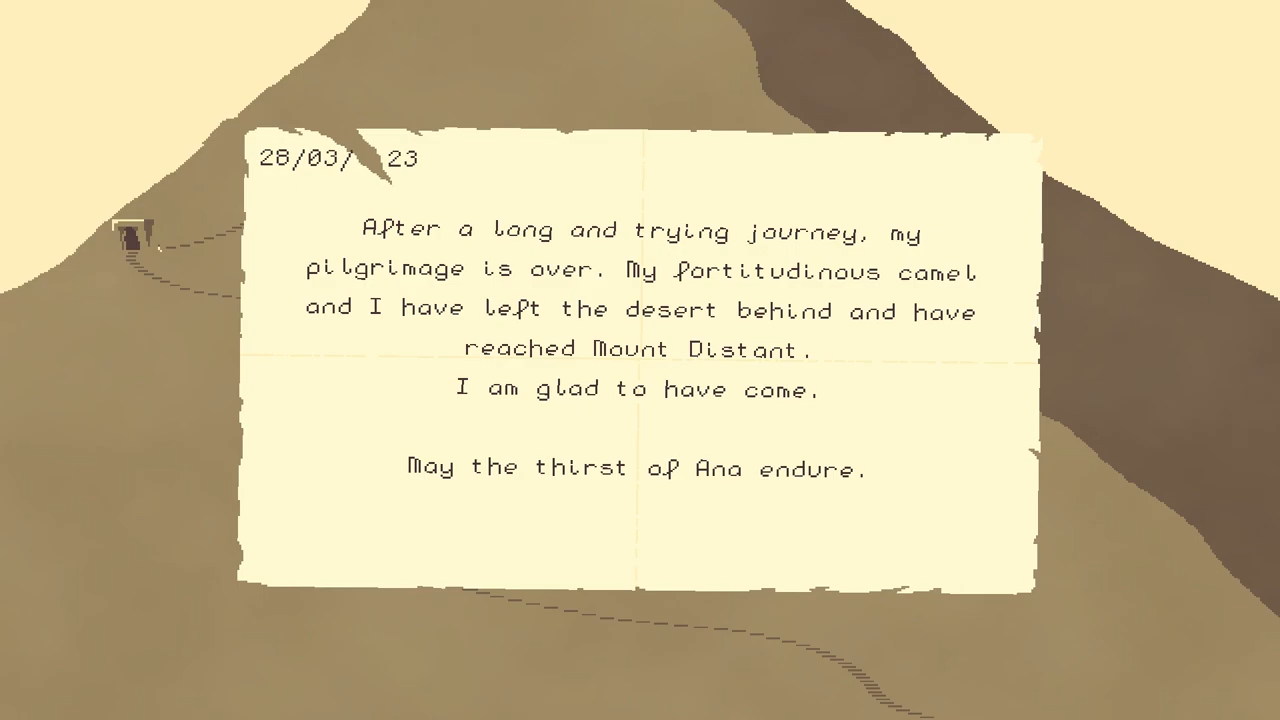 28/03/ 23
After a long and trying journey, my
pilgrimage is over. My fortitudinous camel
and I have left the desert behind and have
reached Mount Distant.
I am glad to have come.
May the thirst of Ana endure.